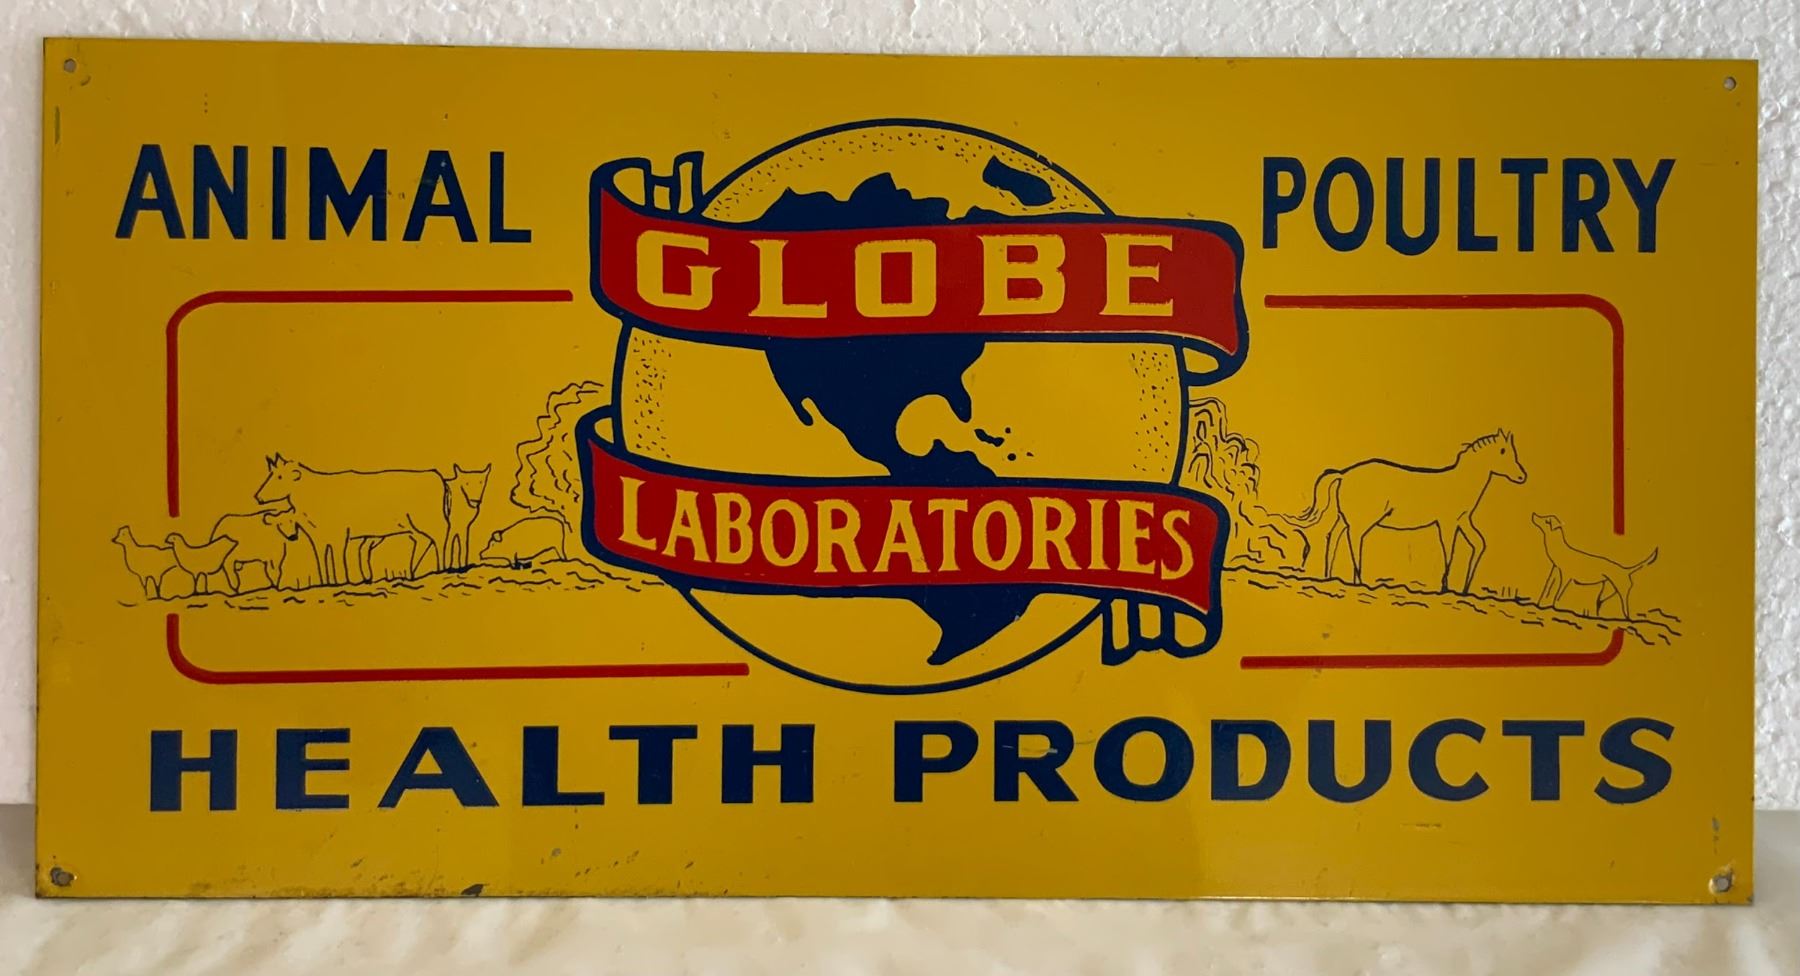 ANIMAL POULTRY
GLOBE
LABORATORIES
HEALTH PRODUCTS